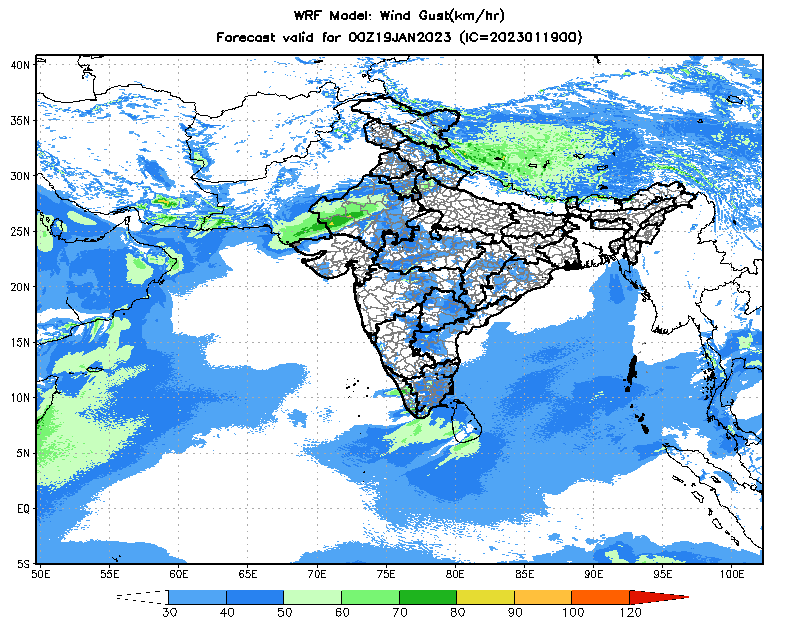 WRF Model: Wind Gust(km/hr)
Forecast valid for 00Z19JAN2023 (IC=2023011900)
40N
35N
30N
25N
20N
15N
10N
5N
EQ
5S
50E 55E 60E 65E 70E 75E 80E 85E 90E 95E 100E
30 40 50 60 70 80 90 100 120